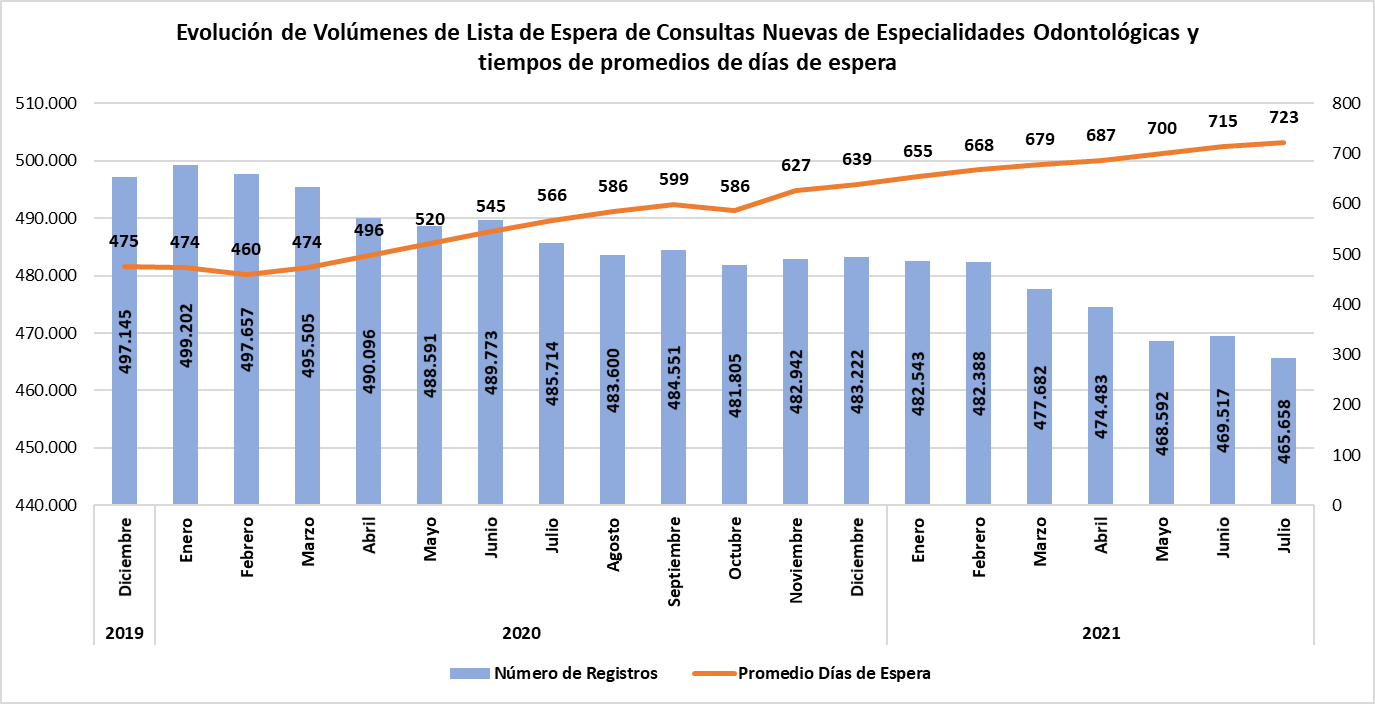 Evolución de Volúmenes de Lista de Espera de Consultas Nuevas de Especialidades Odontológicas y
tiempos de promedios de días de espera
510.000
500.000
490.000
480.000
470.000
460.000
450.000
440.000
800
700
600
500
400
300
200
100
0
475
474
460
474
496
520
545
566
586
599
586
627
639
655
668
679
687
700
715
723
497.145
499.202
497.657
495.505
490.096
488.591
489.773
485.714
483.600
484.551
481.805
482.942
483.222
482.543
482.388
477.682
474.483
468.592
469.517
465.658
Diciembre
Enero
Febrero
Marzo
Abril
Mayo
Junio
Julio
Agosto
Septiembre
Octubre
Noviembre
Diciembre
Enero
Febrero
Marzo
Abril
Mayo
Junio
Julio
2019
2020
2021
Número de Registros
Promedio Días de Espera